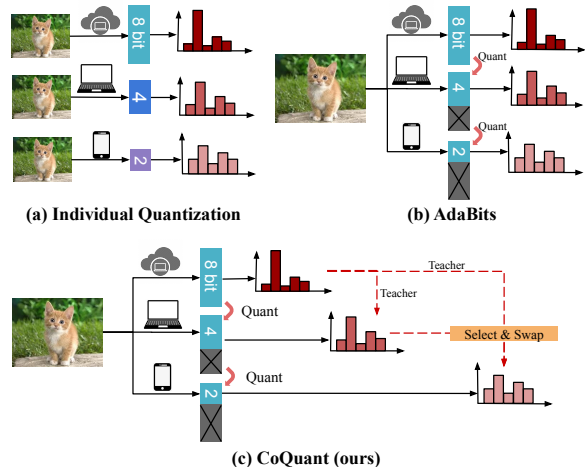 8 bit
4
2
(a) Individual Quantization
8 bit
Quant
4
Quant
2
(b) AdaBits
8 bit
Teacher
Teacher
Quant
4
Select & Swap
Quant
2
(c) CoQuant (ours)